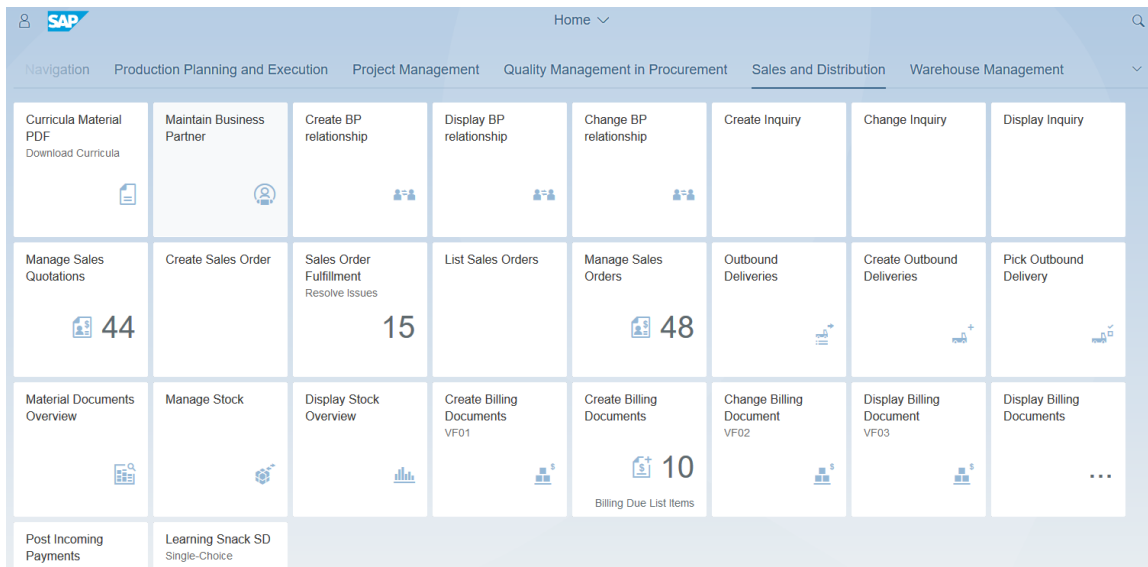 SAP
Home
Navigation Production Planning and Execution Project Management Quality Management in Procurement Sales and Distribution Warehouse Management
Curricula Material
PDF
Download Curricula
Maintain Business
Partner
Create BP
relationship
Display BP
relationship
Change BP
relationship
Create Inquiry
Change Inquiry
Display Inquiry
Manage Sales
Quotations
44
Create Sales Order
Sales Order
Fulfillment
Resolve Issues
15
List Sales Orders
Manage Sales
Orders
48
Outbound
Deliveries
Create Outbound
Deliveries
Pick Outbound
Delivery
Material Documents
Overview
Manage Stock
Display Stock
Overview
Create Billing
Documents
VF01
Create Billing
Documents
10
Billing Due List Items
Change Billing
Document
VF02
Display Billing
Document
VF03
Display Billing
Documents
...
Post Incoming
Payments
Learning Snack SD
Single-Choice